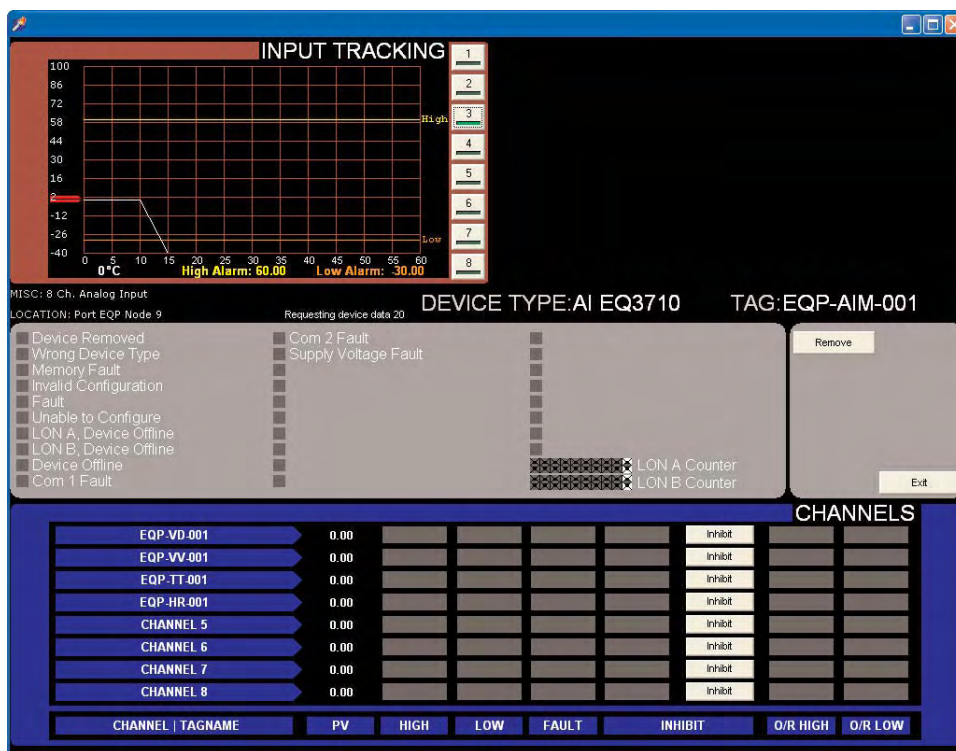 INPUT TRACKING
100
86
72
58
44
30
16
2
-12
-26
-40
High
Low
0 5 10 15 20 25 30 35 40 45 50 55 60
0°C High Alarm: 60.00 Low Alarm: -30.00
1
2
3
4
5
6
7
8
MISC: 8 Ch. Analog Input
LOCATION: Port EQP Node 9
Requesting device data 20
DEVICE TYPE:AI EQ3710
TAG:EQP-AIM-001
Device Removed
Wrong Device Type
Memory Fault
Invalid Configuration
Fault
Unable to Configure
LON A, Device Offline
LON B, Device Offline
Device Offline
Com 1 Fault
Com 2 Fault
Supply Voltage Fault
LON A Counter
LON B Counter
Remove
Exit
CHANNELS
EQP-VD-001 0.00 Inhibit
EQP-VV-001 0.00 Inhibit
EQP-TT-001 0.00 Inhibit
EQP-HR-001 0.00 Inhibit
CHANNEL 5 0.00 Inhibit
CHANNEL 6 0.00 Inhibit
CHANNEL 7 0.00 Inhibit
CHANNEL 8 0.00 Inhibit
CHANNEL | TAGNAME PV HIGH LOW FAULT INHIBIT O/R HIGH O/R LOW